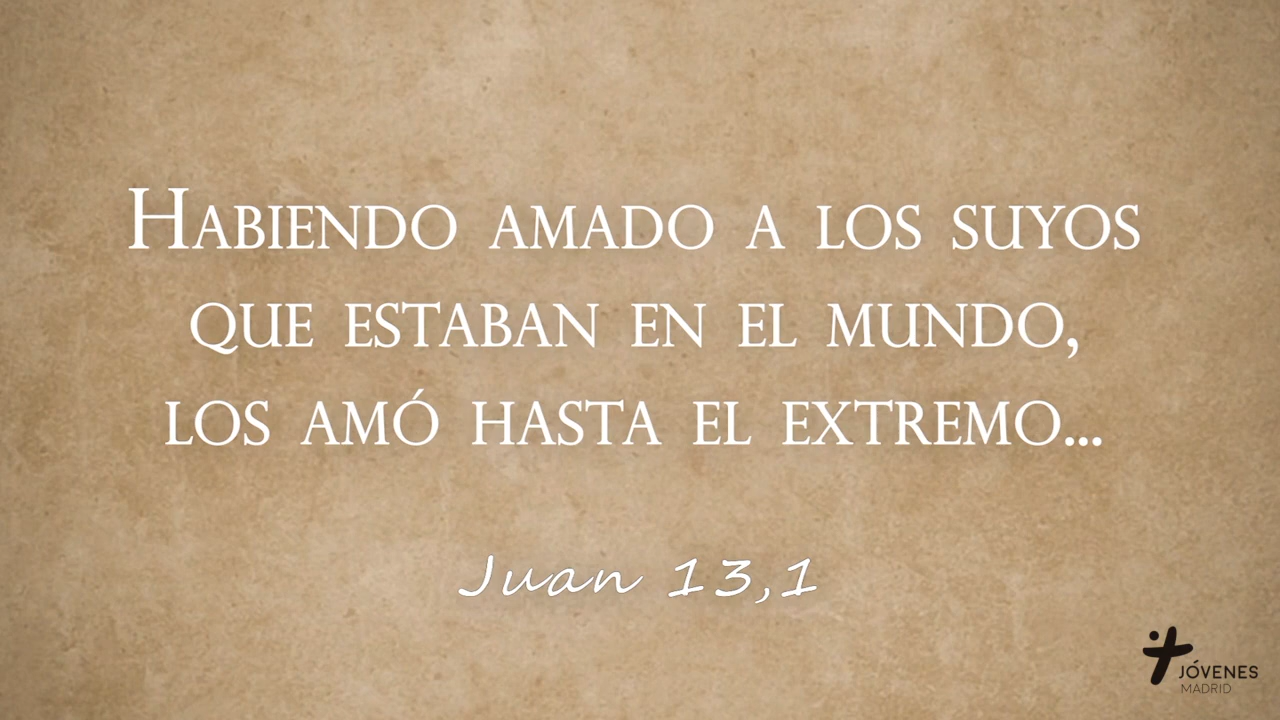 Habiendo amado a los suyos
que estaban en el mundo,
los amó hasta el extremo...
Juan 13,1
JÓVENES
MADRID